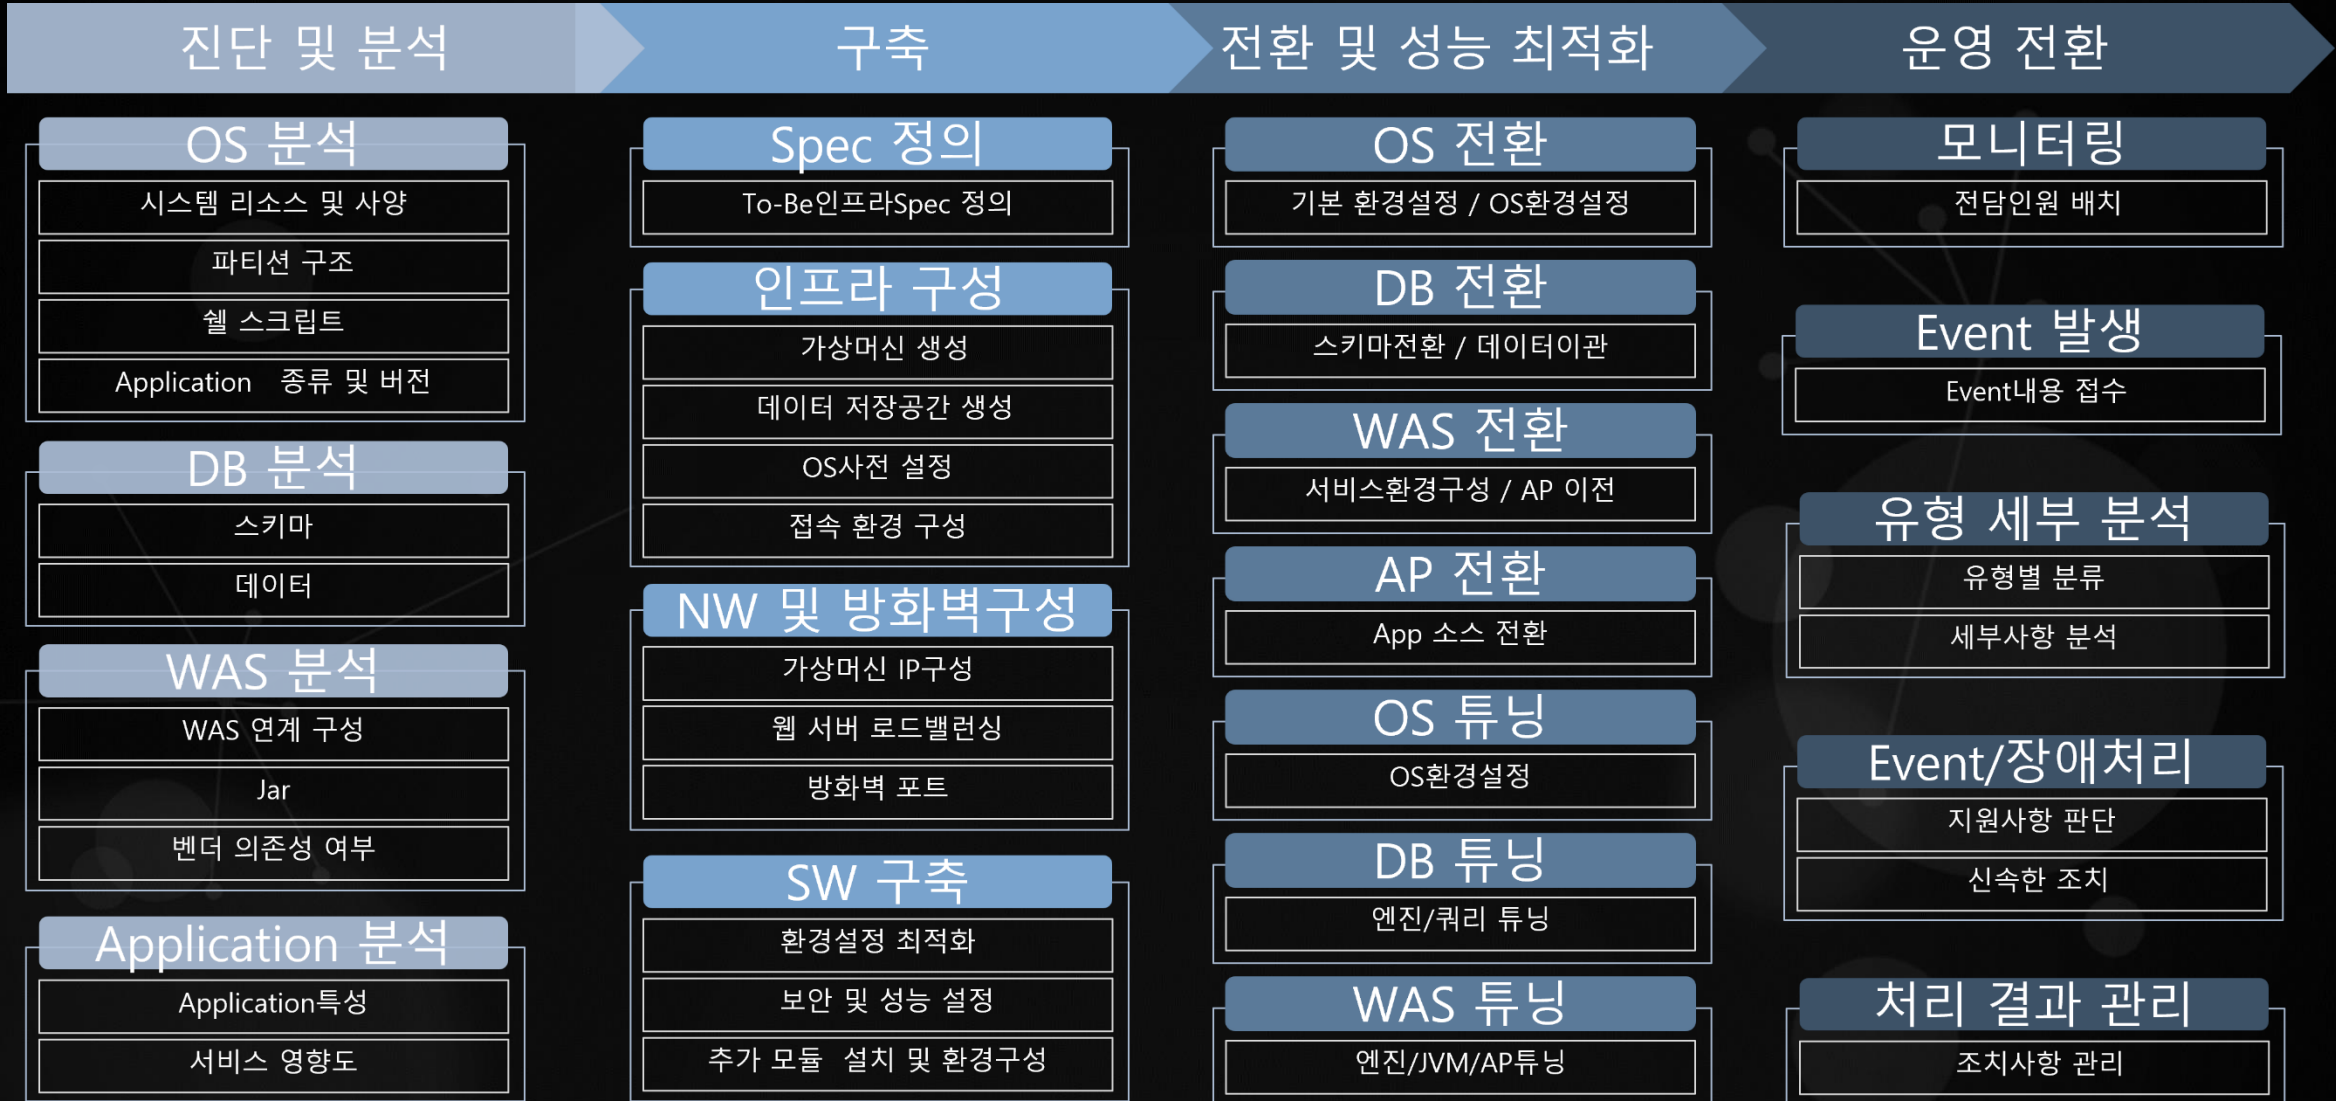 진단 및 분석
구축
전환 및 성능 최적화
운영 전환
OS 분석
시스템 리소스 및 사양
파티션 구조
쉘 스크립트
Application 종류 및 버전
DB 분석
스키마
데이터
WAS 분석
WAS 연계 구성
Jar
벤더 의존성 여부
Application 분석
Application특성
서비스 영향도
Spec 정의
To-Be인프라Spec 정의
인프라 구성
가상머신 생성
데이터 저장공간 생성
OS사전 설정
접속 환경 구성
NW 및 방화벽구성
가상머신 IP구성
웹 서버 로드밸런싱
방화벽 포트
SW 구축
환경설정 최적화
보안 및 성능 설정
추가 모듈 설치 및 환경구성
OS 전환
기본 환경설정 / OS환경설정
DB 전환
스키마전환 / 데이터이관
WAS 전환
서비스환경구성 / AP 이전
AP 전환
App 소스 전환
OS 튜닝
OS환경설정
DB 튜닝
엔진/쿼리 튜닝
WAS 튜닝
엔진/JVM/AP튜닝
모니터링
전담인원 배치
Event 발생
Event내용 접수
유형 세부 분석
유형별 분류
세부사항 분석
Event/장애처리
지원사항 판단
신속한 조치
처리 결과 관리
조치사항 관리